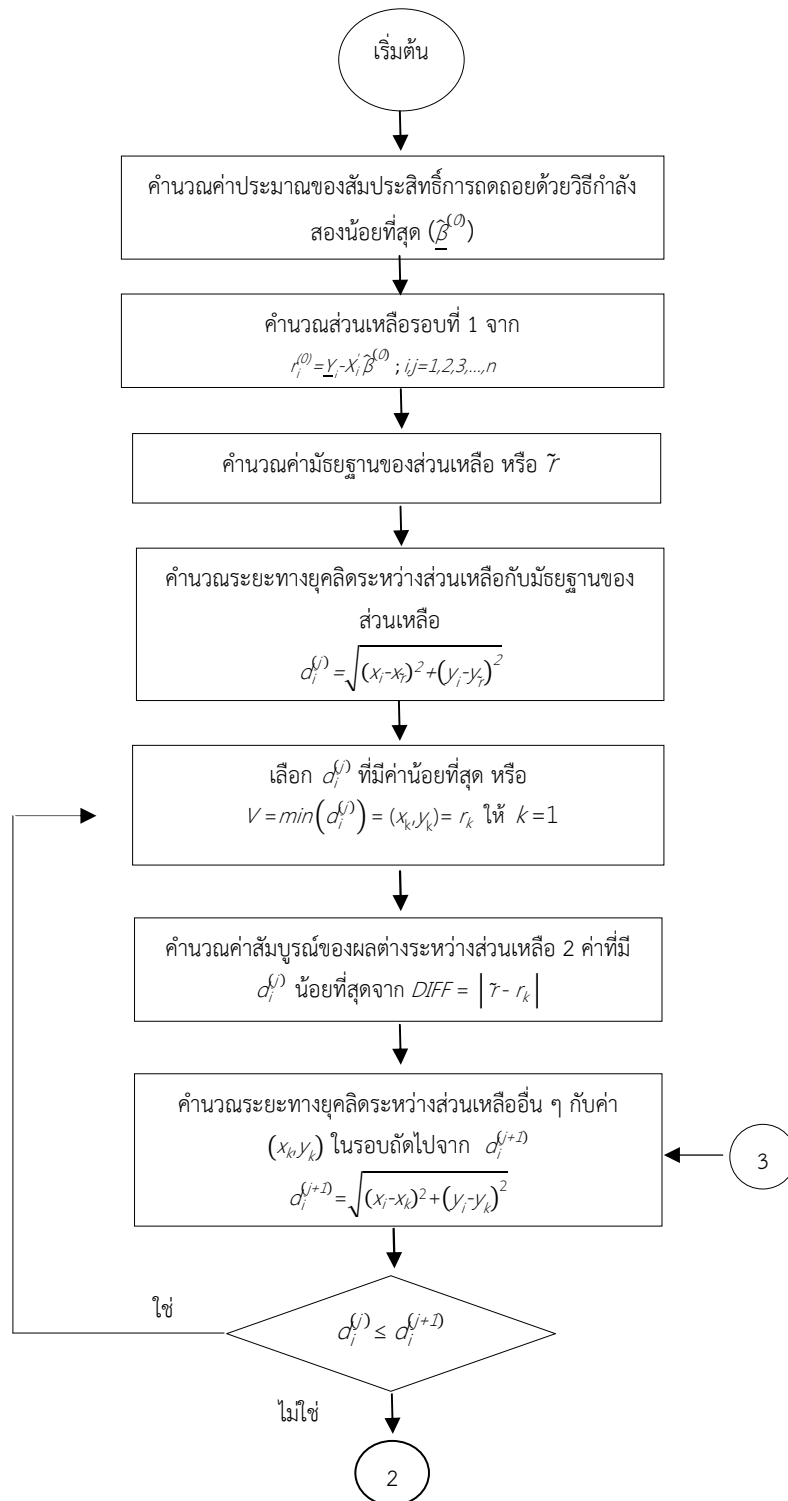 เริ่มต้น
คำนวณค่าประมาณของสัมประสิทธิ์การถดถอยด้วยวิธีกำลัง
สองน้อยที่สุด (β̲̂⁽⁰⁾)
คำนวณส่วนเหลือรอบที่ 1 จาก
rᵢ⁽⁰⁾=Y̲ᵢ-Xᵢ′β̲̂⁽⁰⁾ ; i,j=1,2,3,...,n
คำนวณค่ามัธยฐานของส่วนเหลือ หรือ r̃
คำนวณระยะทางยุคลิดระหว่างส่วนเหลือกับมัธยฐานของ
ส่วนเหลือ
dᵢ⁽ʲ⁾=√((xᵢ-x_r̃)²+(yᵢ-y_r̃)²)
เลือก dᵢ⁽ʲ⁾ ที่มีค่าน้อยที่สุด หรือ
V=min(dᵢ⁽ʲ⁾) = (xₖ,yₖ)= rₖ ให้ k=1
คำนวณค่าสัมบูรณ์ของผลต่างระหว่างส่วนเหลือ 2 ค่าที่มี
dᵢ⁽ʲ⁾ น้อยที่สุดจาก DIFF = |r̃- rₖ|
คำนวณระยะทางยุคลิดระหว่างส่วนเหลืออื่น ๆ กับค่า
(xₖ,yₖ) ในรอบถัดไปจาก dᵢ⁽ʲ⁺¹⁾
dᵢ⁽ʲ⁺¹⁾=√((xᵢ-xₖ)²+(yᵢ-yₖ)²)
3
ใช่
dᵢ⁽ʲ⁾ ≤ dᵢ⁽ʲ⁺¹⁾
ไม่ใช่
2